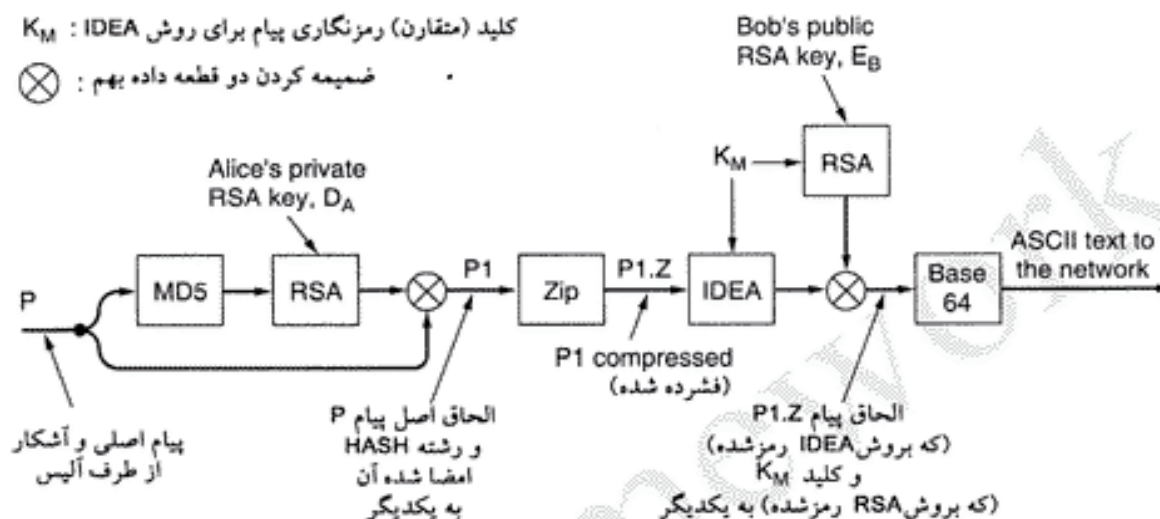 K_M : کلید (متقارن) رمزنگاری پیام برای روش IDEA
⊗ : ضمیمه کردن دو قطعه داده بهم
Bob's public
RSA key, E_B
Alice's private
RSA key, D_A
K_M
RSA
P
MD5
RSA
P1
Zip
P1.Z
IDEA
Base
64
ASCII text to
the network
P1 compressed
(فشرده شده)
پیام اصلی و آشکار
از طرف آلیس
الحاق اصل پیام P
و رشته HASH
امضا شده آن
به یکدیگر
الحاق پیام P1.Z
(که بروش IDEA رمزشده)
و کلید K_M
(که بروش RSA رمزشده) به یکدیگر